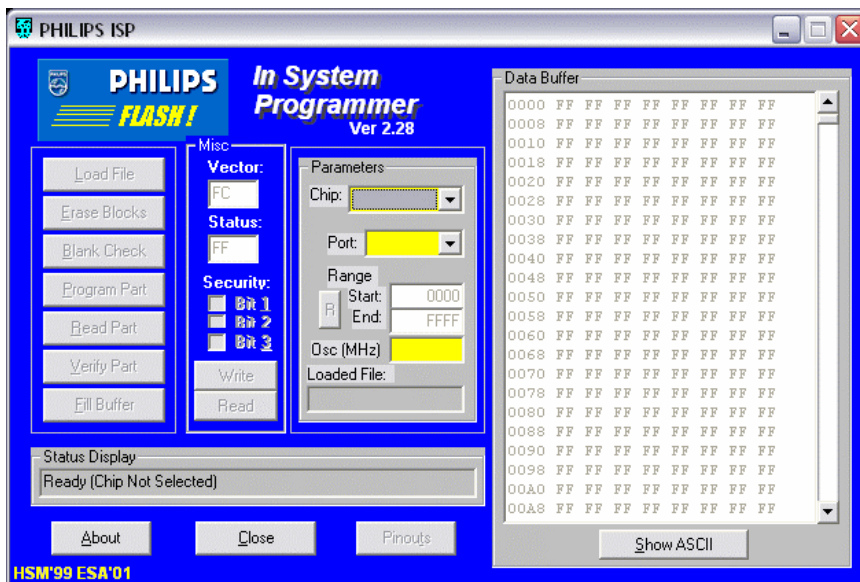 PHILIPS ISP
PHILIPS
FLASH!
In System
Programmer
Ver 2.28
Load File
Erase Blocks
Blank Check
Program Part
Read Part
Verify Part
Fill Buffer
Misc
Vector:
FC
Status:
FF
Security:
Bit 1
Bit 2
Bit 3
Write
Read
Parameters
Chip:
Port:
Range
R
Start: 0000
End: FFFF
Osc (MHz)
Loaded File:
Status Display
Ready (Chip Not Selected)
About
Close
Pinouts
HSM'99 ESA'01
Data Buffer
0000 FF FF FF FF FF FF FF FF
0008 FF FF FF FF FF FF FF FF
0010 FF FF FF FF FF FF FF FF
0018 FF FF FF FF FF FF FF FF
0020 FF FF FF FF FF FF FF FF
0028 FF FF FF FF FF FF FF FF
0030 FF FF FF FF FF FF FF FF
0038 FF FF FF FF FF FF FF FF
0040 FF FF FF FF FF FF FF FF
0048 FF FF FF FF FF FF FF FF
0050 FF FF FF FF FF FF FF FF
0058 FF FF FF FF FF FF FF FF
0060 FF FF FF FF FF FF FF FF
0068 FF FF FF FF FF FF FF FF
0070 FF FF FF FF FF FF FF FF
0078 FF FF FF FF FF FF FF FF
0080 FF FF FF FF FF FF FF FF
0088 FF FF FF FF FF FF FF FF
0090 FF FF FF FF FF FF FF FF
0098 FF FF FF FF FF FF FF FF
00A0 FF FF FF FF FF FF FF FF
00A8 FF FF FF FF FF FF FF FF
Show ASCII